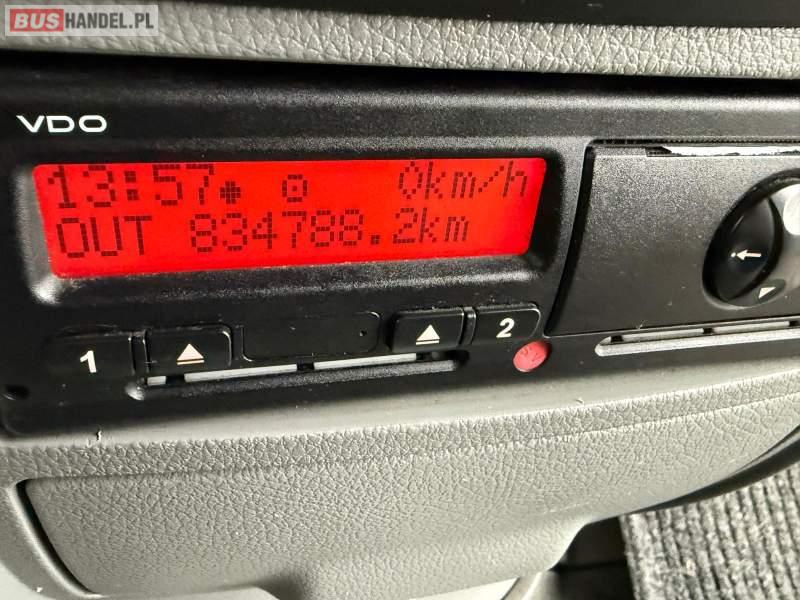 BUSHANDEL.PL
VDO
13:57 0km/h
OUT 834788.2km
1 2